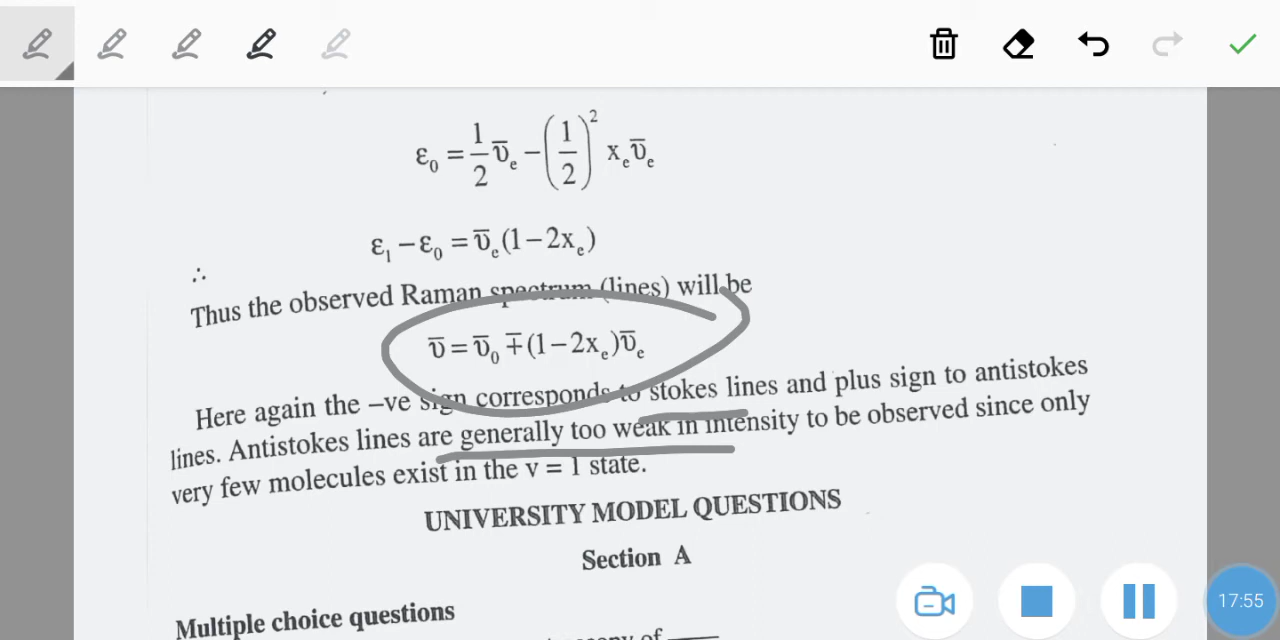 ε₀ = 1/2 ῡₑ − (1/2)² xₑῡₑ
∴ ε₁ − ε₀ = ῡₑ(1 − 2xₑ)
Thus the observed Raman spectrum (lines) will be
ῡ = ῡ₀ ∓ (1 − 2xₑ)ῡₑ
Here again the –ve sign corresponds to stokes lines and plus sign to antistokes
lines. Antistokes lines are generally too weak in intensity to be observed since only
very few molecules exist in the v = 1 state.
UNIVERSITY MODEL QUESTIONS
Section A
Multiple choice questions
of
17:55